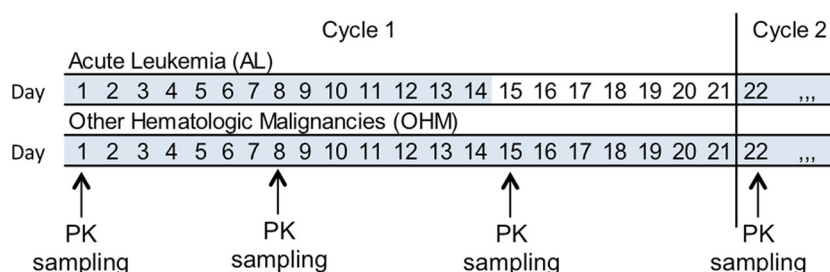 Cycle 1 Cycle 2
Acute Leukemia (AL)
Day 1 2 3 4 5 6 7 8 9 10 11 12 13 14 15 16 17 18 19 20 21 22 ,,,
Other Hematologic Malignancies (OHM)
Day 1 2 3 4 5 6 7 8 9 10 11 12 13 14 15 16 17 18 19 20 21 22 ,,,
PK PK PK PK
sampling sampling sampling sampling